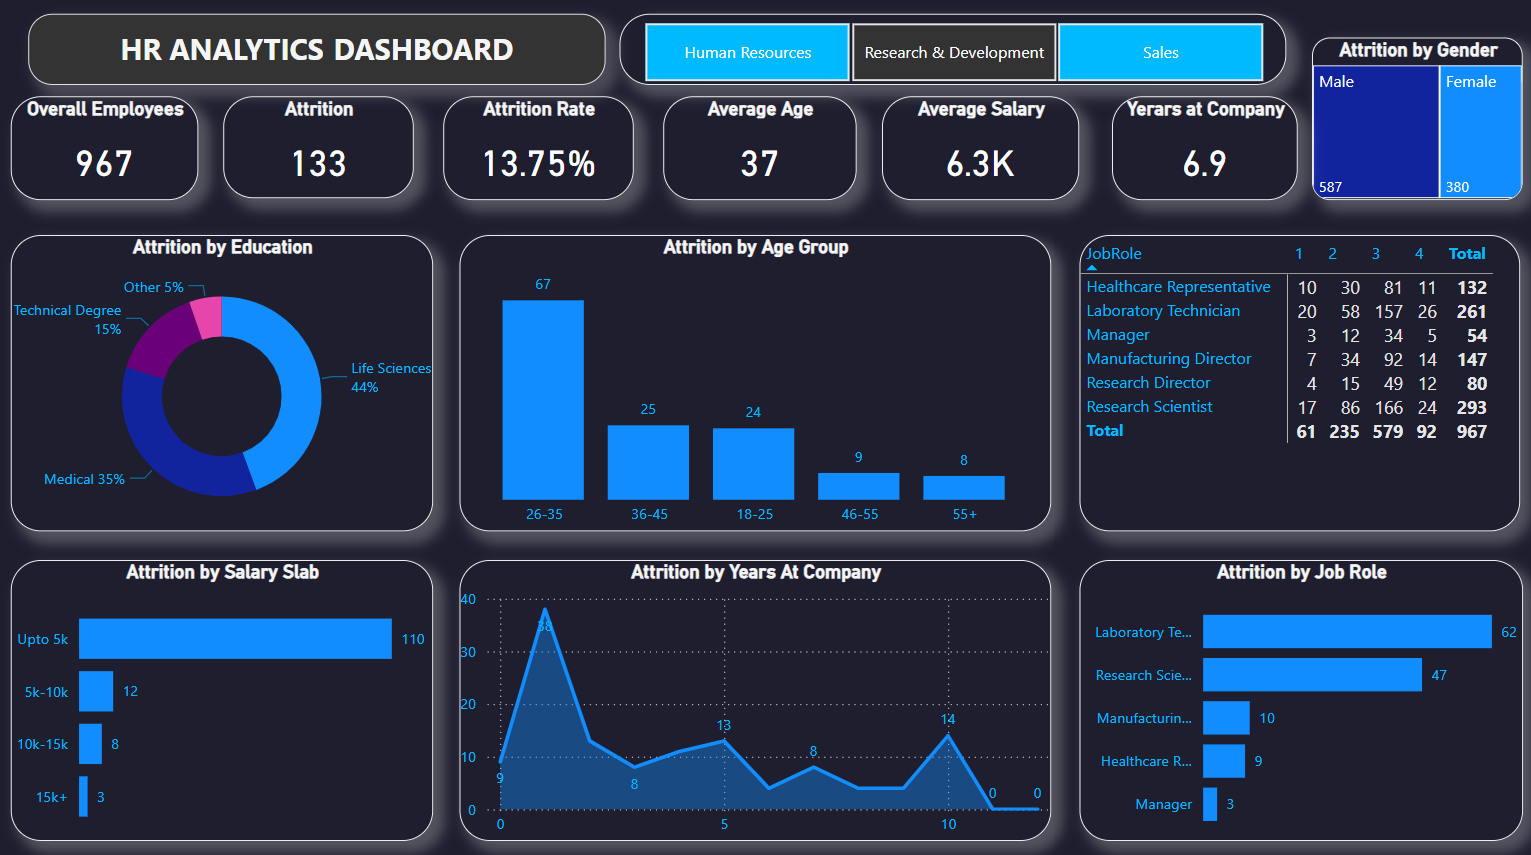 HR ANALYTICS DASHBOARD
Human Resources
Research & Development
Sales
Attrition by Gender
Male
Female
587
380
Overall Employees
967
Attrition
133
Attrition Rate
13.75%
Average Age
37
Average Salary
6.3K
Yerars at Company
6.9
Attrition by Education
Other 5%
Technical Degree
15%
Life Sciences
44%
Medical 35%
Attrition by Age Group
67
25
24
9
8
26-35
36-45
18-25
46-55
55+
JobRole 1 2 3 4 Total
Healthcare Representative 10 30 81 11 132
Laboratory Technician 20 58 157 26 261
Manager 3 12 34 5 54
Manufacturing Director 7 34 92 14 147
Research Director 4 15 49 12 80
Research Scientist 17 86 166 24 293
Total 61 235 579 92 967
Attrition by Salary Slab
Upto 5k 110
5k-10k 12
10k-15k 8
15k+ 3
Attrition by Years At Company
40
30
20
10
0
9
38
8
13
8
14
0
0
0
5
10
Attrition by Job Role
Laboratory Te... 62
Research Scie... 47
Manufacturin... 10
Healthcare R... 9
Manager 3